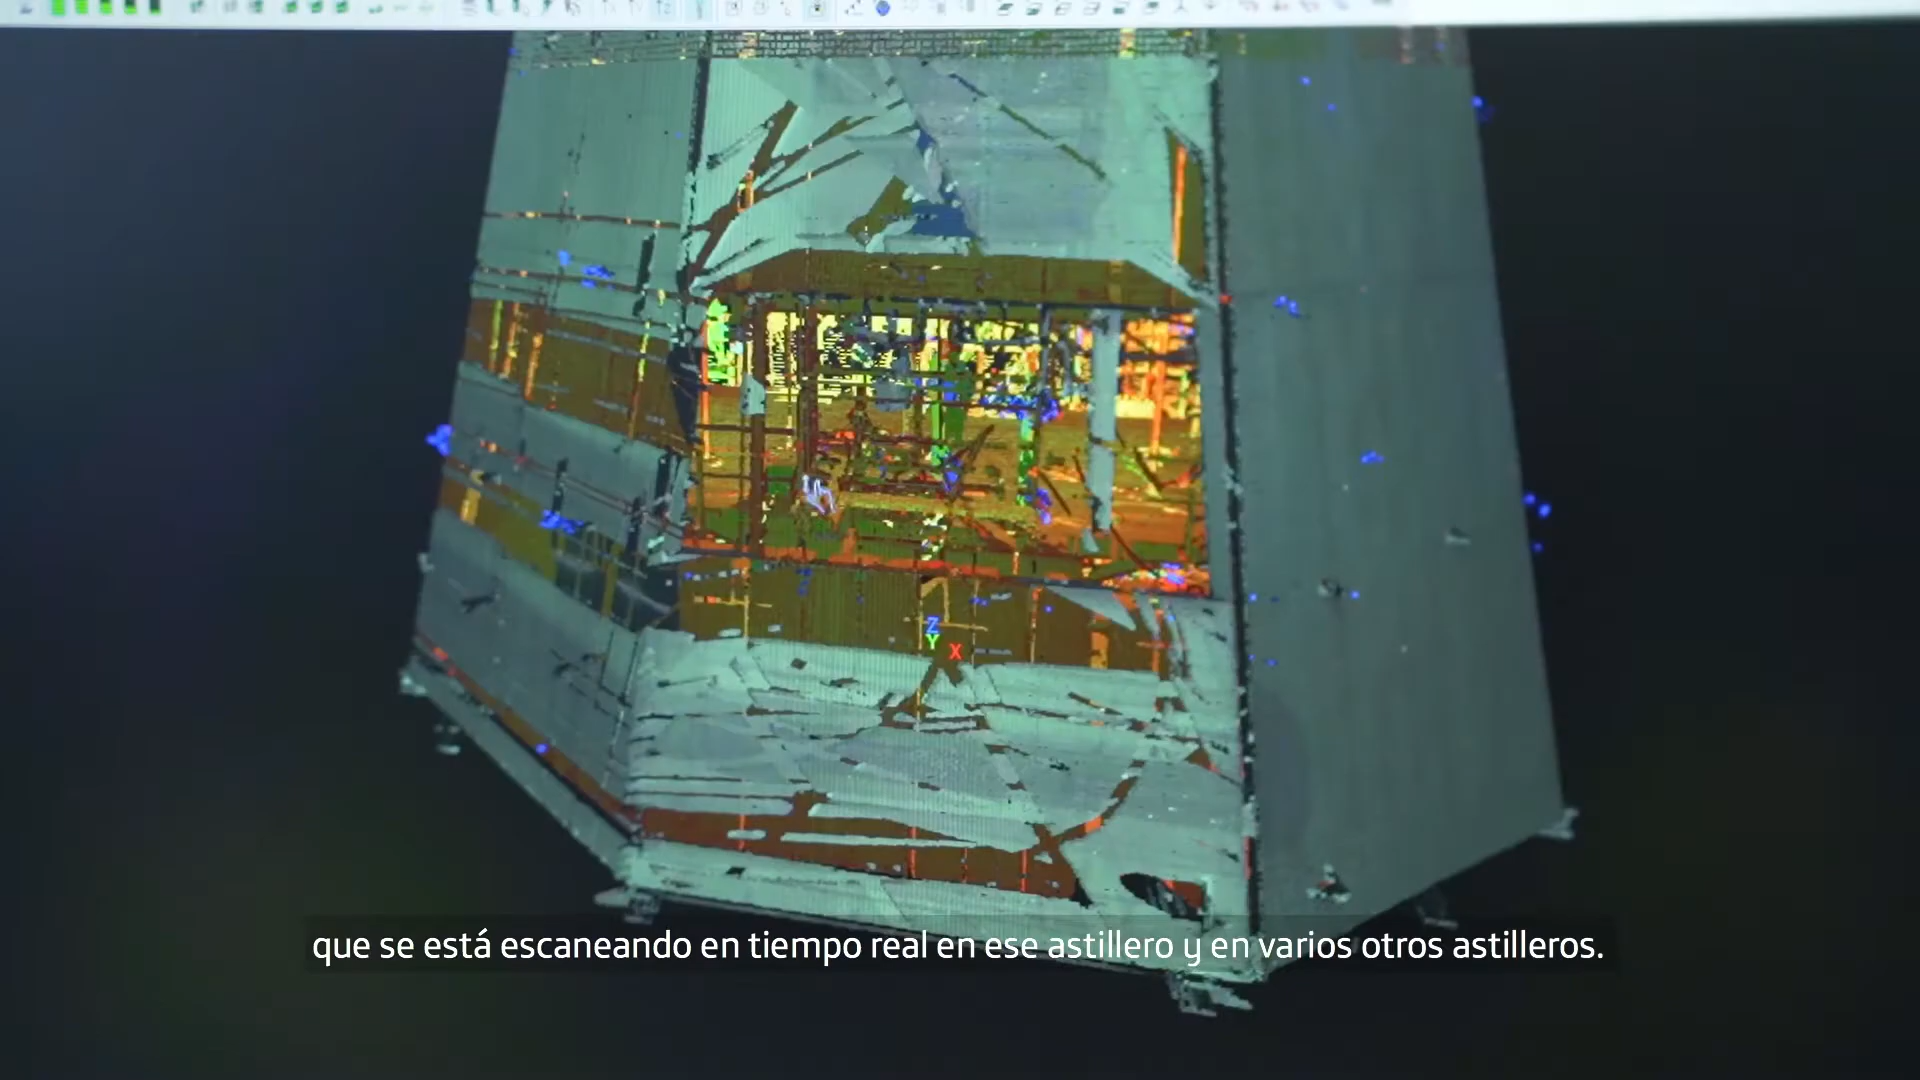 Z
Y
X
que se está escaneando en tiempo real en ese astillero y en varios otros astilleros.